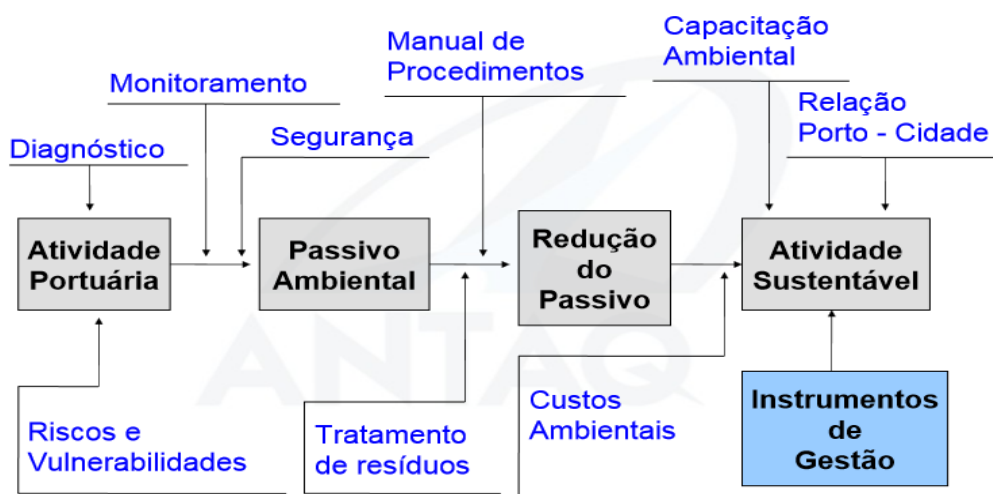 Capacitação
Ambiental
Manual de
Procedimentos
Monitoramento
Relação
Porto - Cidade
Segurança
Diagnóstico
Atividade
Portuária
Passivo
Ambiental
Redução
do
Passivo
Atividade
Sustentável
ANTAQ
Riscos e
Vulnerabilidades
Tratamento
de resíduos
Custos
Ambientais
Instrumentos
de
Gestão